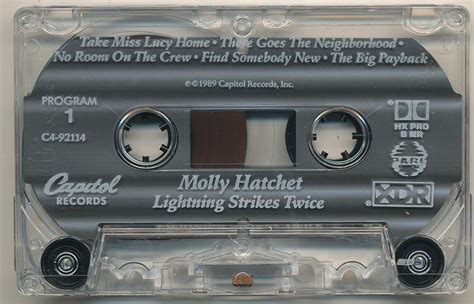 Take Miss Lucy Home • There Goes The Neighborhood •
No Room On The Crew • Find Somebody New • The Big Payback
℗©1989 Capitol Records, Inc.
PROGRAM
1
C4-92114
HX PRO
B NR
Capitol
RECORDS
XDR
Molly Hatchet
Lightning Strikes Twice